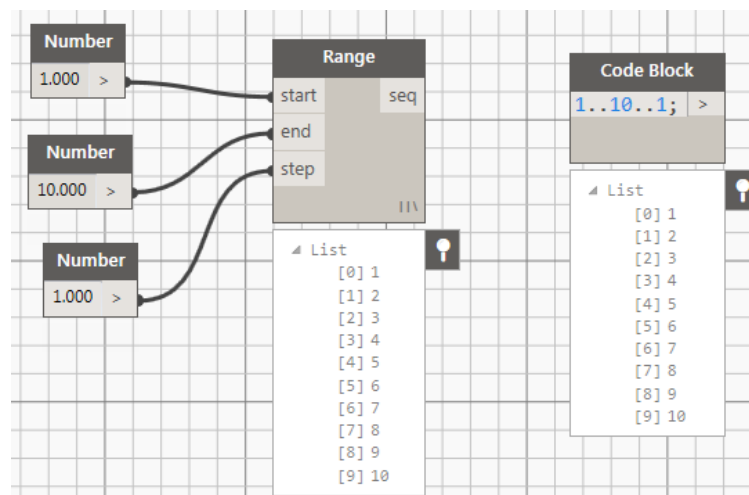 Number
1.000 >
Number
10.000 >
Number
1.000 >
Range
start seq
end
step
List
[0] 1
[1] 2
[2] 3
[3] 4
[4] 5
[5] 6
[6] 7
[7] 8
[8] 9
[9] 10
Code Block
1..10..1; >
List
[0] 1
[1] 2
[2] 3
[3] 4
[4] 5
[5] 6
[6] 7
[7] 8
[8] 9
[9] 10